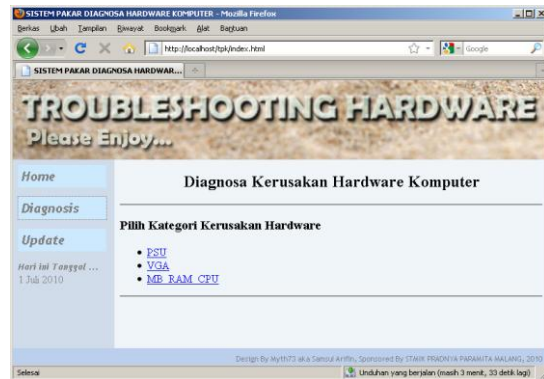 SISTEM PAKAR DIAGNOSA HARDWARE KOMPUTER - Mozilla Firefox
Berkas Ubah Tampilan Riwayat Bookmark Alat Bantuan
http://localhost/tpk/index.html
Google
SISTEM PAKAR DIAGNOSA HARDWAR...
TROUBLESHOOTING HARDWARE
Please Enjoy...
Home
Diagnosis
Update
Hari ini Tanggal ...
1 Juli 2010
Diagnosa Kerusakan Hardware Komputer
Pilih Kategori Kerusakan Hardware
PSU
VGA
MB RAM CPU
Design By Myth73 aka Samsul Arifin, Sponsored By STMIK PRADNYA PARAMITA MALANG, 2010
Selesai
Unduhan yang berjalan (masih 3 menit, 33 detik lagi)